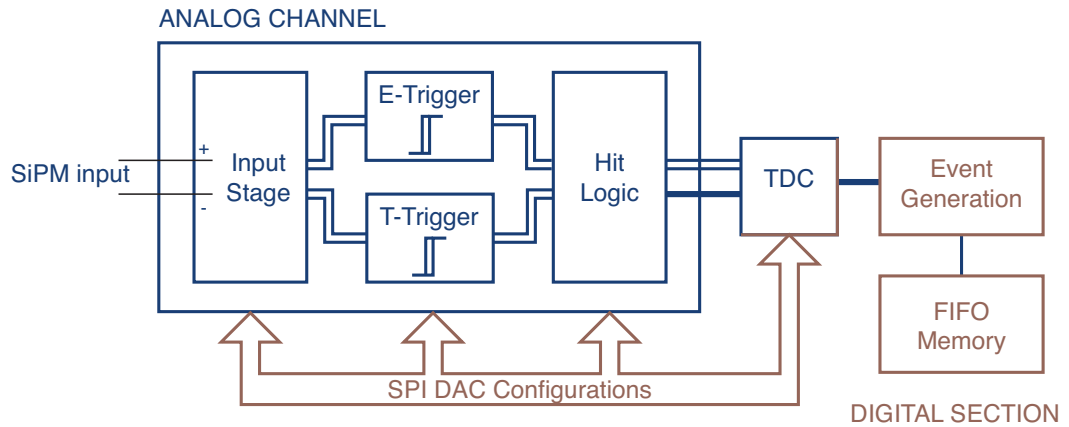 ANALOG CHANNEL
E-Trigger
SiPM input
+
-
Input
Stage
T-Trigger
Hit
Logic
TDC
Event
Generation
FIFO
Memory
SPI DAC Configurations
DIGITAL SECTION